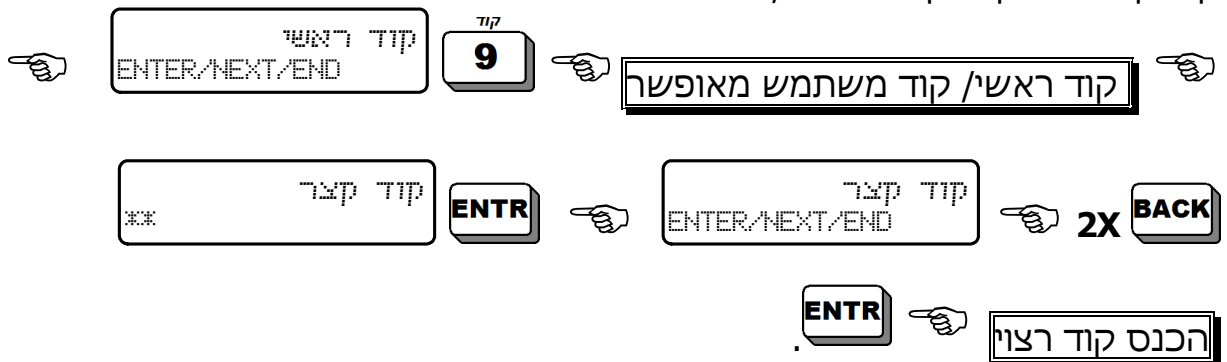 קוד ראשי/ קוד משתמש מאופשר
קוד
9
קוד ראשי
ENTER/NEXT/END
BACK
2X
קוד קצר
ENTER/NEXT/END
ENTR
קוד קצר
**
הכנס קוד רצוי
ENTR
.